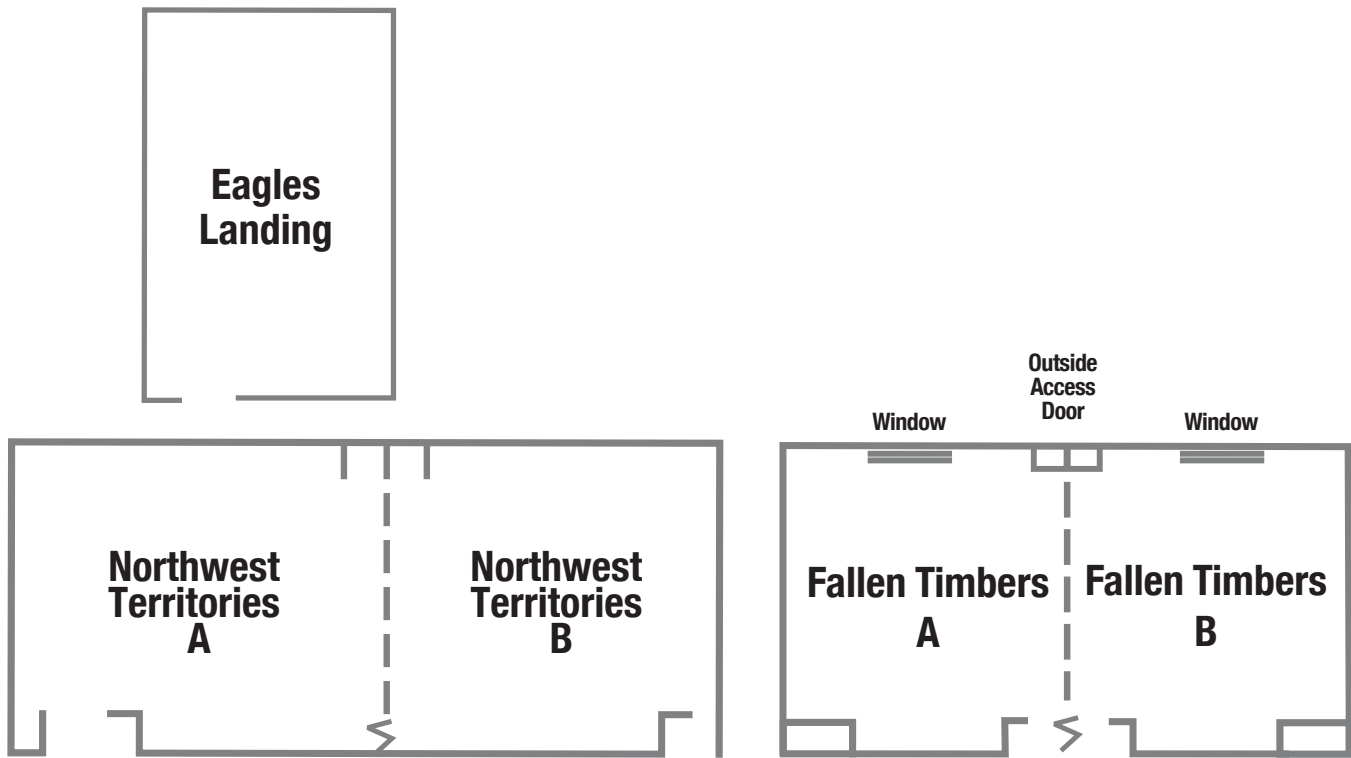 Eagles
Landing
Outside
Access
Door
Window
Window
Northwest
Territories
A
Northwest
Territories
B
Fallen Timbers
A
Fallen Timbers
B